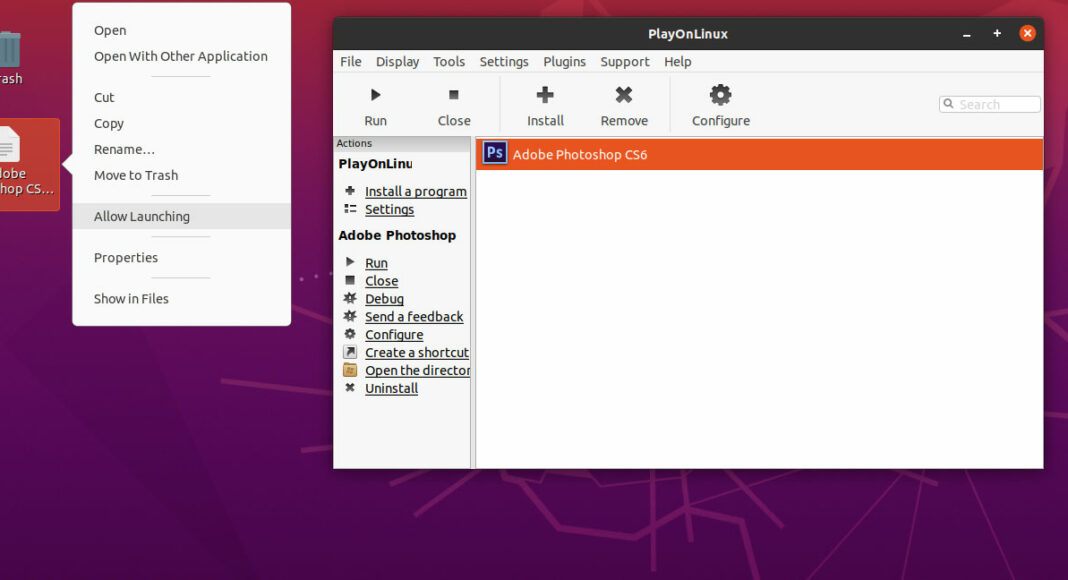 Open
Open With Other Application
Cut
Copy
Rename...
Move to Trash
Allow Launching
Properties
Show in Files
rash
dobe
hop CS...
PlayOnLinux
File Display Tools Settings Plugins Support Help
Run Close Install Remove Configure Search
Actions
PlayOnLinu
Install a program
Settings
Adobe Photoshop
Run
Close
Debug
Send a feedback
Configure
Create a shortcut
Open the director
Uninstall
Ps Adobe Photoshop CS6